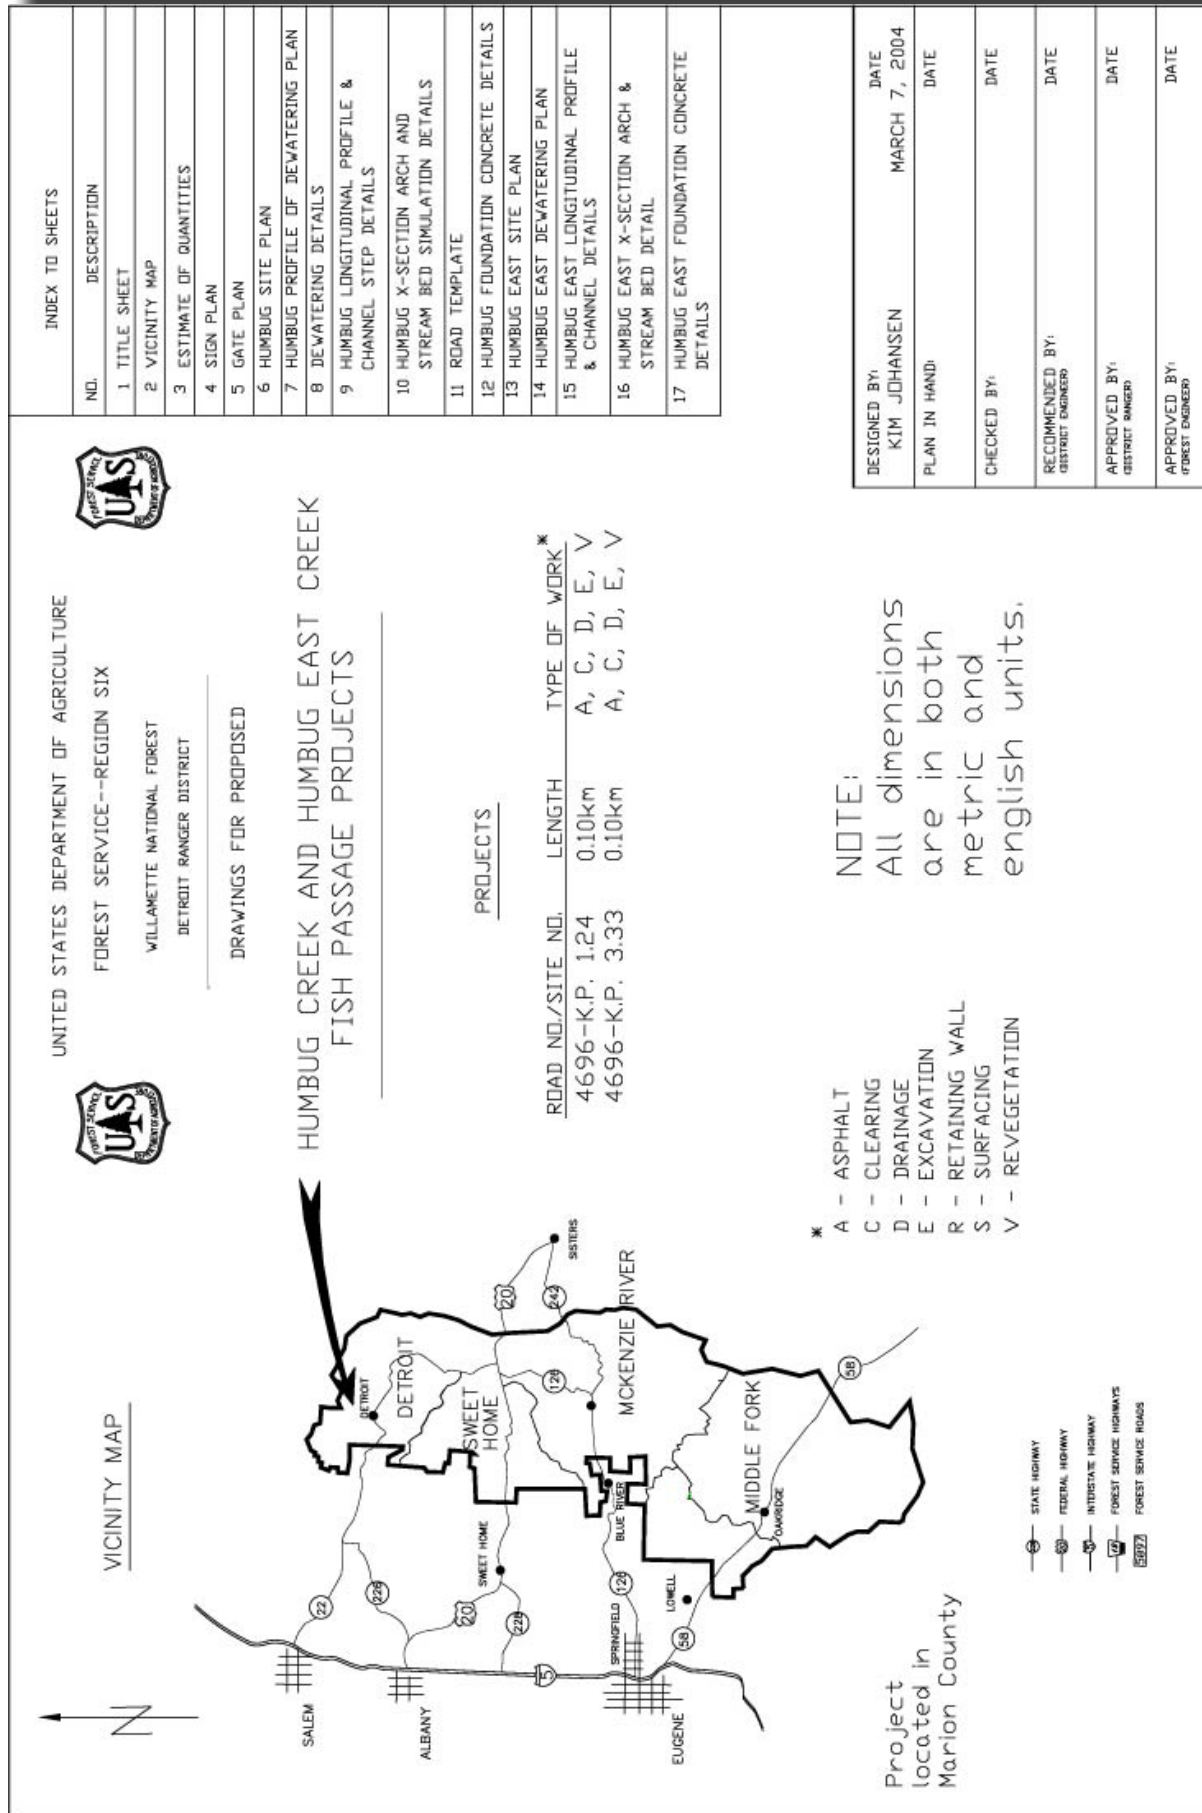 VICINITY MAP
N
SALEM
ALBANY
EUGENE
SPRINGFIELD
LOWELL
SWEET HOME
BLUE RIVER
OAKRIDGE
DETROIT
SISTERS
DETROIT
SWEET
HOME
MCKENZIE RIVER
MIDDLE FORK
22
226
20
228
5
126
58
20
242
126
58
Project
located in
Marion County
STATE HIGHWAY
FEDERAL HIGHWAY
INTERSTATE HIGHWAY
FOREST SERVICE HIGHWAYS
FOREST SERVICE ROADS
UNITED STATES DEPARTMENT OF AGRICULTURE
FOREST SERVICE--REGION SIX
WILLAMETTE NATIONAL FOREST
DETROIT RANGER DISTRICT
FOREST SERVICE
UAS
DEPARTMENT OF AGRICULTURE
FOREST SERVICE
UAS
DEPARTMENT OF AGRICULTURE
DRAWINGS FOR PROPOSED
HUMBUG CREEK AND HUMBUG EAST CREEK
FISH PASSAGE PROJECTS
PROJECTS
ROAD NO./SITE NO. LENGTH TYPE OF WORK*
4696-K.P. 1.24 0.10km A, C, D, E, V
4696-K.P. 3.33 0.10km A, C, D, E, V
*
A - ASPHALT
C - CLEARING
D - DRAINAGE
E - EXCAVATION
R - RETAINING WALL
S - SURFACING
V - REVEGETATION
NOTE:
All dimensions
are in both
metric and
english units.
INDEX TO SHEETS
NO. DESCRIPTION
1 TITLE SHEET
2 VICINITY MAP
3 ESTIMATE OF QUANTITIES
4 SIGN PLAN
5 GATE PLAN
6 HUMBUG SITE PLAN
7 HUMBUG PROFILE OF DEWATERING PLAN
8 DEWATERING DETAILS
9 HUMBUG LONGITUDINAL PROFILE &
CHANNEL STEP DETAILS
10 HUMBUG X-SECTION ARCH AND
STREAM BED SIMULATION DETAILS
11 ROAD TEMPLATE
12 HUMBUG FOUNDATION CONCRETE DETAILS
13 HUMBUG EAST SITE PLAN
14 HUMBUG EAST DEWATERING PLAN
15 HUMBUG EAST LONGITUDINAL PROFILE
& CHANNEL DETAILS
16 HUMBUG EAST X-SECTION ARCH &
STREAM BED DETAIL
17 HUMBUG EAST FOUNDATION CONCRETE
DETAILS
DESIGNED BY: DATE
KIM JOHANSEN MARCH 7, 2004
PLAN IN HAND: DATE
CHECKED BY: DATE
RECOMMENDED BY: DATE
(DISTRICT ENGINEER)
APPROVED BY: DATE
(DISTRICT RANGER)
APPROVED BY: DATE
(FOREST ENGINEER)